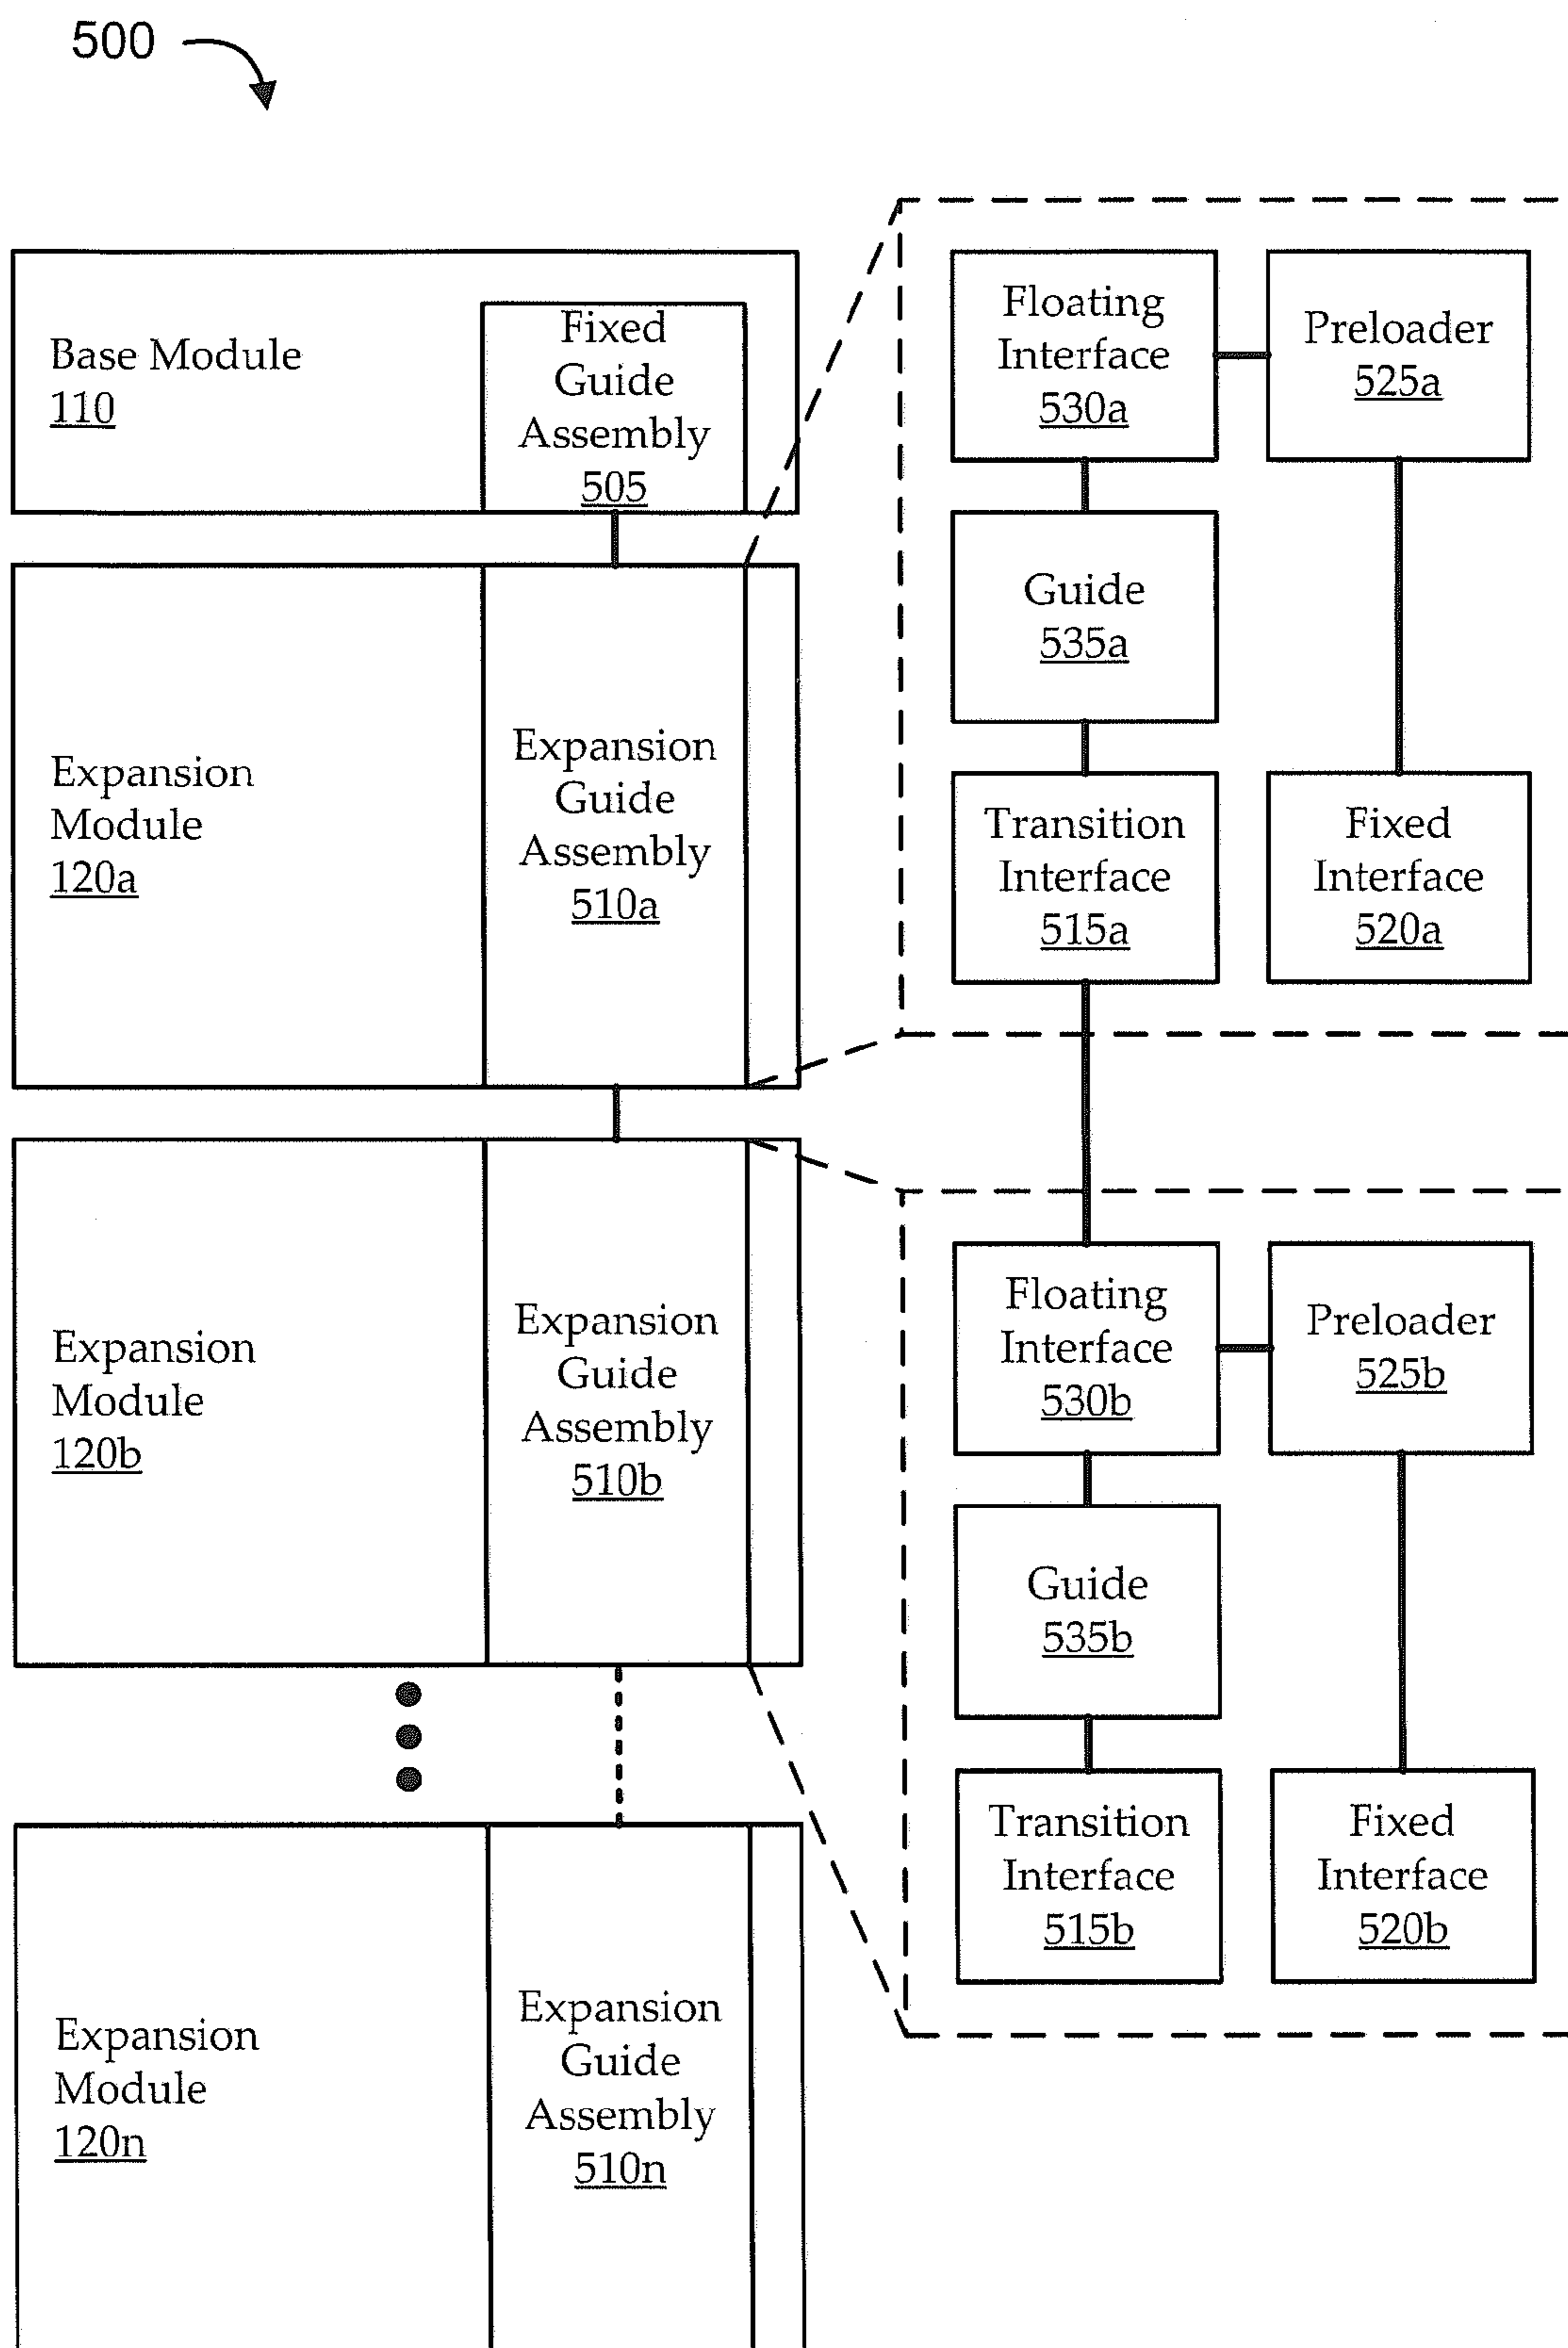 500
Base Module
110
Fixed
Guide
Assembly
505
Expansion
Module
120a
Expansion
Guide
Assembly
510a
Floating
Interface
530a
Preloader
525a
Guide
535a
Transition
Interface
515a
Fixed
Interface
520a
Expansion
Module
120b
Expansion
Guide
Assembly
510b
Floating
Interface
530b
Preloader
525b
Guide
535b
Transition
Interface
515b
Fixed
Interface
520b
Expansion
Module
120n
Expansion
Guide
Assembly
510n